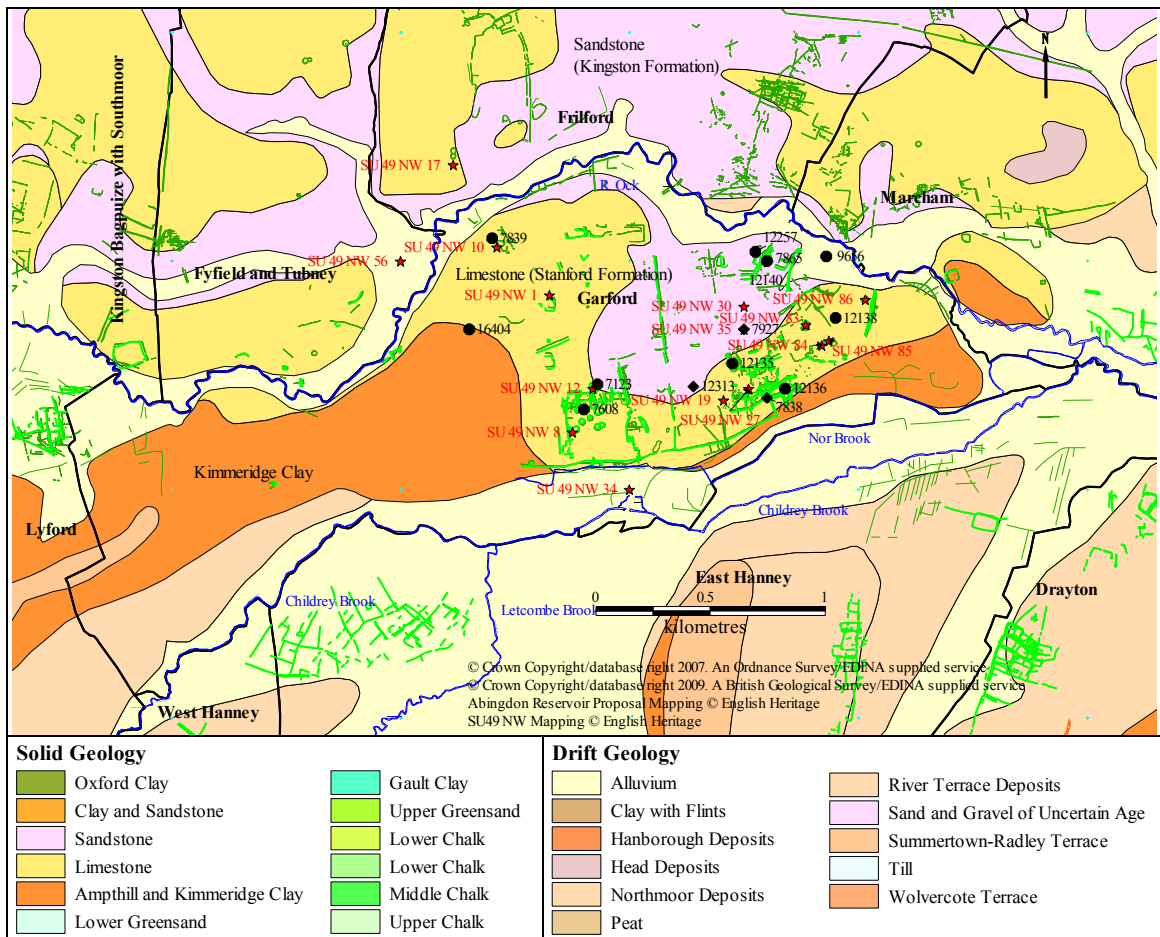 Sandstone
(Kingston Formation)
N
Kingston Bagpuize with Southmoor
Frilford
SU 49 NW 17
R. Ock
Marcham
7839
SU 49 NW 10
12257
7865
9656
SU 49 NW 56
Fyfield and Tubney
Limestone (Stanford Formation)
12140
SU 49 NW 1
Garford
SU 49 NW 86
SU 49 NW 30
SU 49 NW 83
12138
16404
SU 49 NW 35
7927
SU 49 NW 84
SU 49 NW 85
12135
SU 49 NW 12
7123
12313
12136
SU 49 NW 19
7838
7608
SU 49 NW 27
SU 49 NW 8
Nor Brook
Kimmeridge Clay
SU 49 NW 34
Childrey Brook
Lyford
East Hanney
Drayton
Childrey Brook
Letcombe Brook
0 0.5 1
kilometres
© Crown Copyright/database right 2007. An Ordnance Survey/EDINA supplied service
© Crown Copyright/database right 2009. A British Geological Survey/EDINA supplied service
Abingdon Reservoir Proposal Mapping © English Heritage
SU49 NW Mapping © English Heritage
West Hanney
Solid Geology
Oxford Clay
Clay and Sandstone
Sandstone
Limestone
Ampthill and Kimmeridge Clay
Lower Greensand
Gault Clay
Upper Greensand
Lower Chalk
Lower Chalk
Middle Chalk
Upper Chalk
Drift Geology
Alluvium
Clay with Flints
Hanborough Deposits
Head Deposits
Northmoor Deposits
Peat
River Terrace Deposits
Sand and Gravel of Uncertain Age
Summertown-Radley Terrace
Till
Wolvercote Terrace